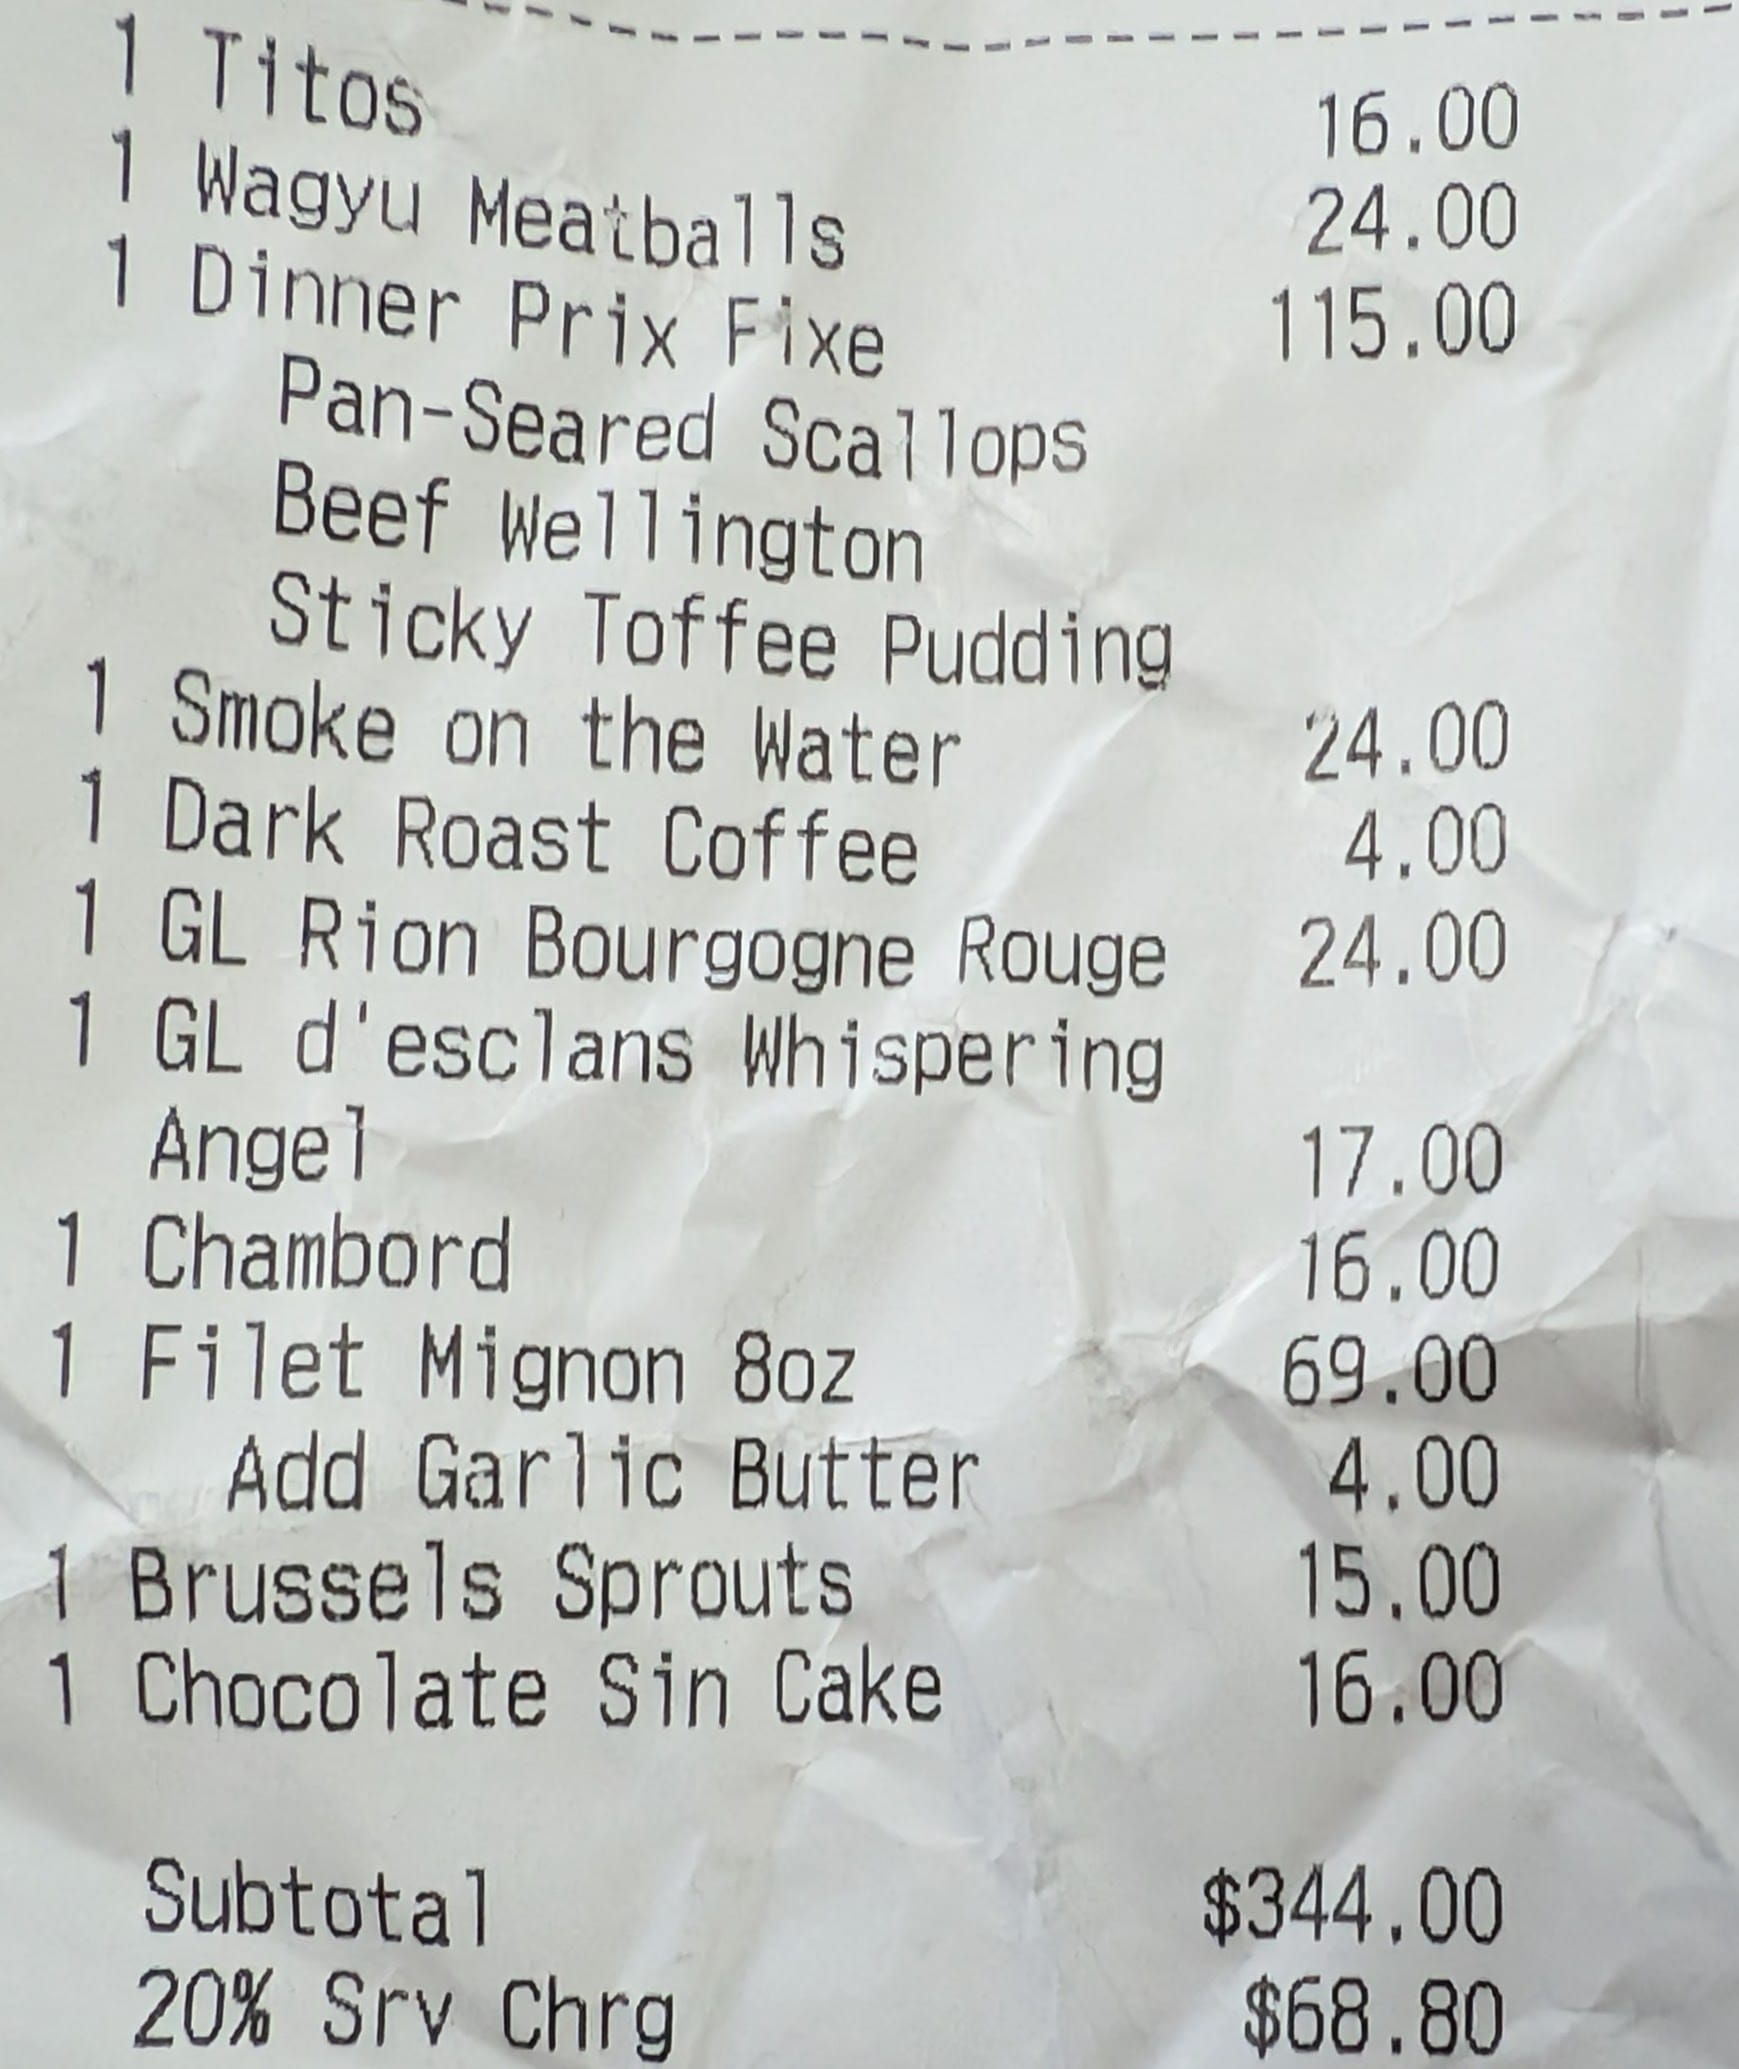 1 Titos 16.00
1 Wagyu Meatballs 24.00
1 Dinner Prix Fixe 115.00
Pan-Seared Scallops
Beef Wellington
Sticky Toffee Pudding
1 Smoke on the Water 24.00
1 Dark Roast Coffee 4.00
1 GL Rion Bourgogne Rouge 24.00
1 GL d'esclans Whispering
Angel 17.00
1 Chambord 16.00
1 Filet Mignon 8oz 69.00
Add Garlic Butter 4.00
1 Brussels Sprouts 15.00
1 Chocolate Sin Cake 16.00
Subtotal $344.00
20% Srv Chrg $68.80